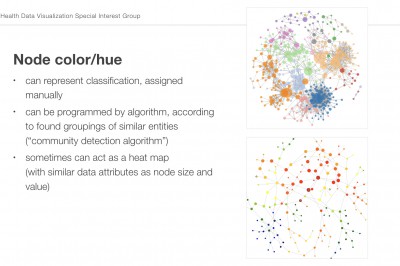 Health Data Visualization Special Interest Group
Node color/hue
• can represent classification, assigned
manually
• can be programmed by algorithm, according
to found groupings of similar entities
(“community detection algorithm”)
• sometimes can act as a heat map
(with similar data attributes as node size and
value)